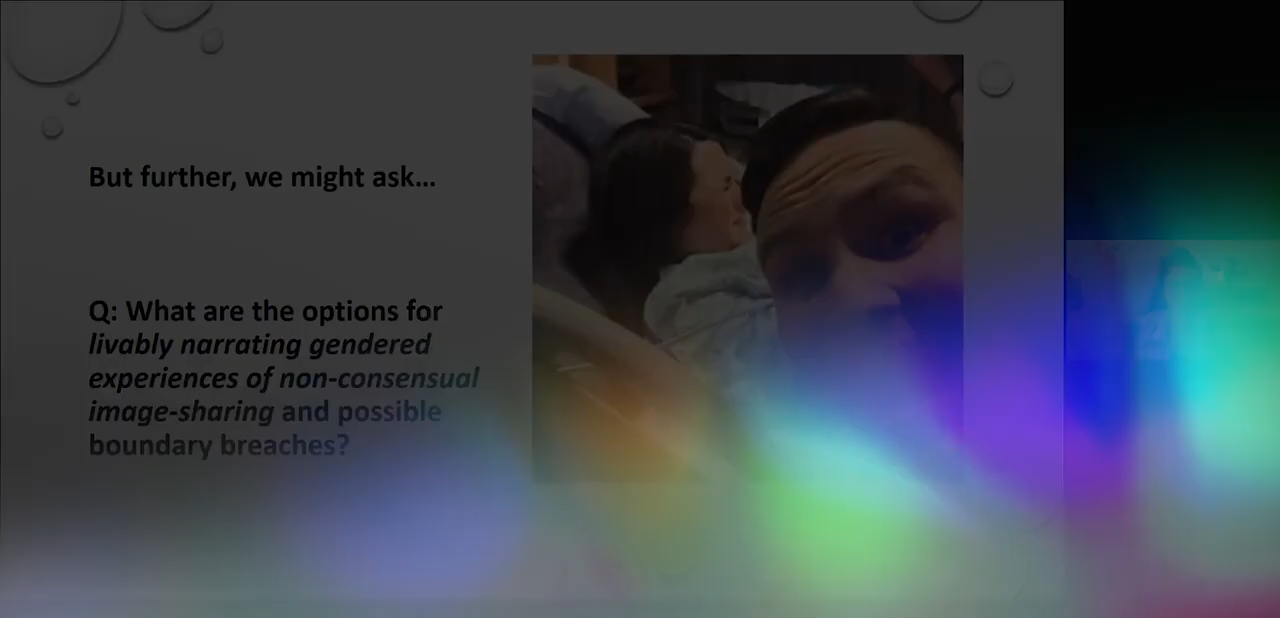 But further, we might ask...
Q: What are the options for
livably narrating gendered
experiences of non-consensual
image-sharing and possible
boundary breaches?